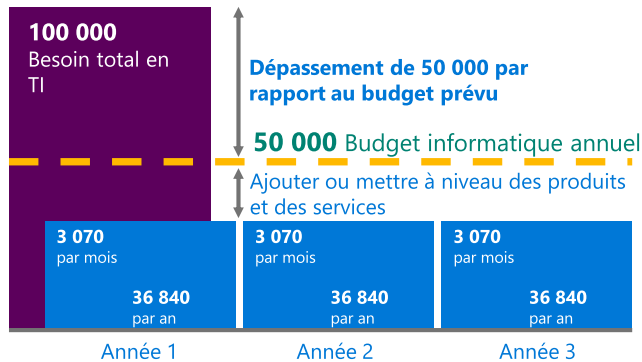 100 000
Besoin total en
TI
Dépassement de 50 000 par
rapport au budget prévu
50 000 Budget informatique annuel
Ajouter ou mettre à niveau des produits
et des services
3 070
par mois
36 840
par an
3 070
par mois
36 840
par an
3 070
par mois
36 840
par an
Année 1
Année 2
Année 3